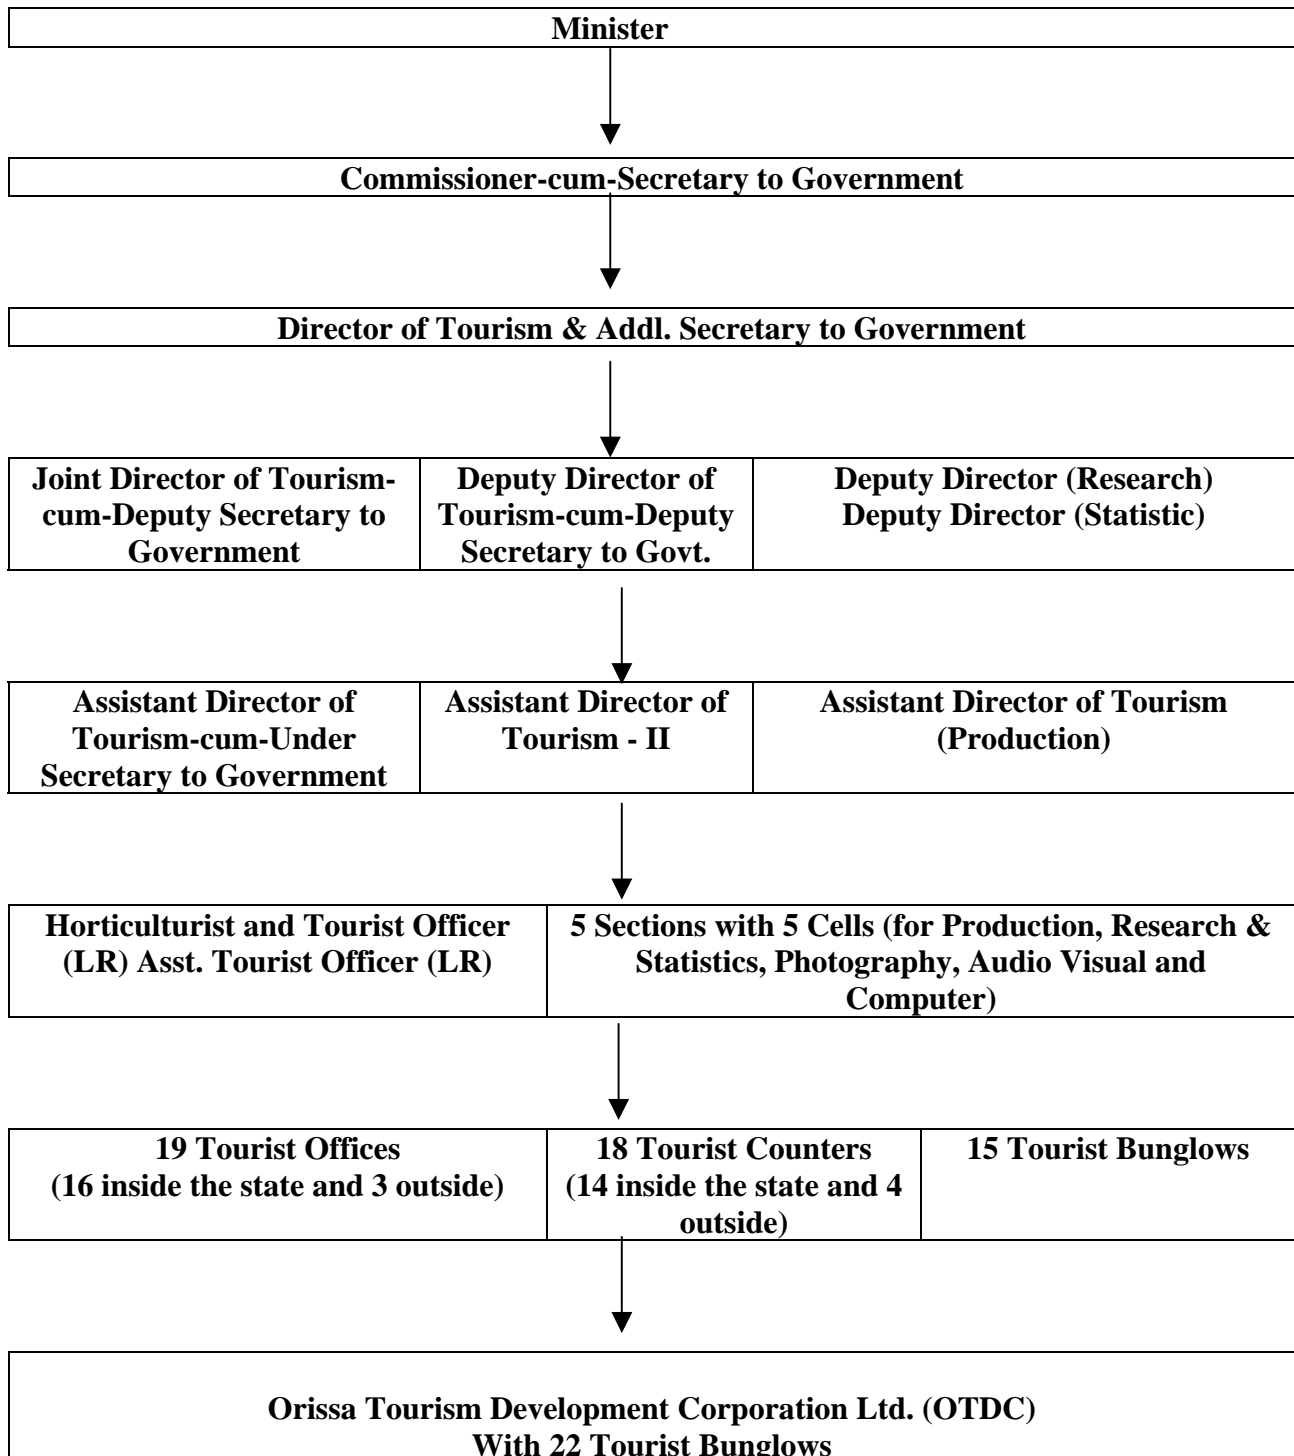 Minister
Commissioner-cum-Secretary to Government
Director of Tourism & Addl. Secretary to Government
Joint Director of Tourism-
cum-Deputy Secretary to
Government
Deputy Director of
Tourism-cum-Deputy
Secretary to Govt.
Deputy Director (Research)
Deputy Director (Statistic)
Assistant Director of
Tourism-cum-Under
Secretary to Government
Assistant Director of
Tourism - II
Assistant Director of Tourism
(Production)
Horticulturist and Tourist Officer
(LR) Asst. Tourist Officer (LR)
5 Sections with 5 Cells (for Production, Research &
Statistics, Photography, Audio Visual and
Computer)
19 Tourist Offices
(16 inside the state and 3 outside)
18 Tourist Counters
(14 inside the state and 4
outside)
15 Tourist Bunglows
Orissa Tourism Development Corporation Ltd. (OTDC)
With 22 Tourist Bunglows